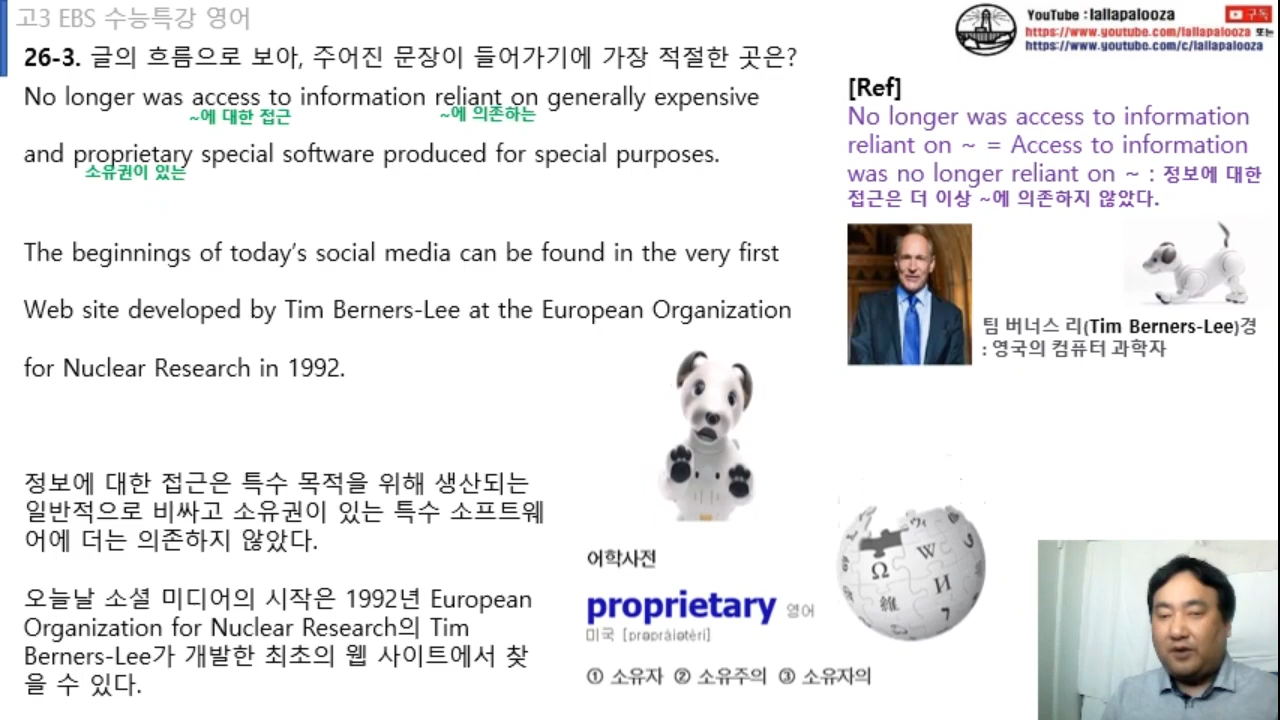 고3 EBS 수능특강 영어
YouTube : lallapalooza
구독
https://www.youtube.com/lallapalooza 또는
https://www.youtube.com/c/lallapalooza
26-3. 글의 흐름으로 보아, 주어진 문장이 들어가기에 가장 적절한 곳은?
No longer was access to information reliant on generally expensive
~에 대한 접근
~에 의존하는
and proprietary special software produced for special purposes.
소유권이 있는
The beginnings of today's social media can be found in the very first
Web site developed by Tim Berners-Lee at the European Organization
for Nuclear Research in 1992.
정보에 대한 접근은 특수 목적을 위해 생산되는
일반적으로 비싸고 소유권이 있는 특수 소프트웨
어에 더는 의존하지 않았다.
오늘날 소셜 미디어의 시작은 1992년 European
Organization for Nuclear Research의 Tim
Berners-Lee가 개발한 최초의 웹 사이트에서 찾
을 수 있다.
[Ref]
No longer was access to information
reliant on ~ = Access to information
was no longer reliant on ~ : 정보에 대한
접근은 더 이상 ~에 의존하지 않았다.
팀 버너스 리(Tim Berners-Lee)경
: 영국의 컴퓨터 과학자
어학사전
proprietary 영어
미국 [prəpráiətèri]
① 소유자 ② 소유주의 ③ 소유자의
Ω W И
維 7